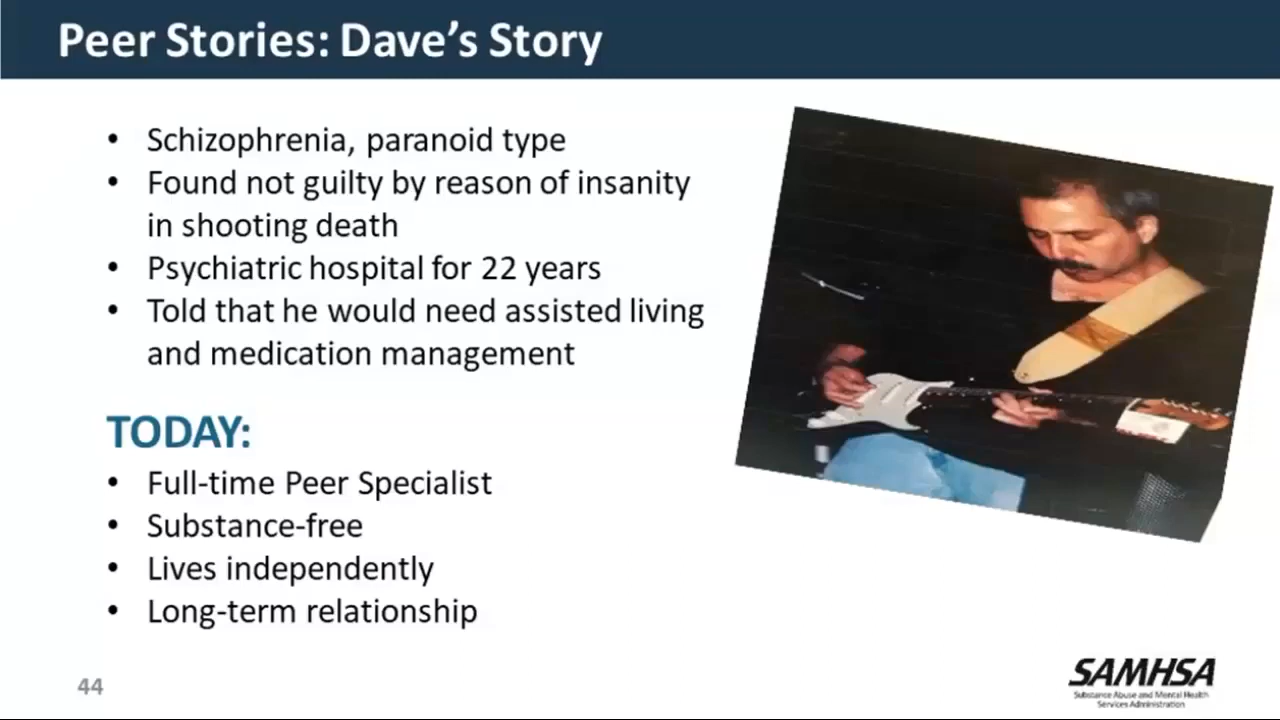 Peer Stories: Dave's Story
• Schizophrenia, paranoid type
• Found not guilty by reason of insanity
in shooting death
• Psychiatric hospital for 22 years
• Told that he would need assisted living
and medication management
TODAY:
• Full-time Peer Specialist
• Substance-free
• Lives independently
• Long-term relationship
44
SAMHSA
Substance Abuse and Mental Health
Services Administration